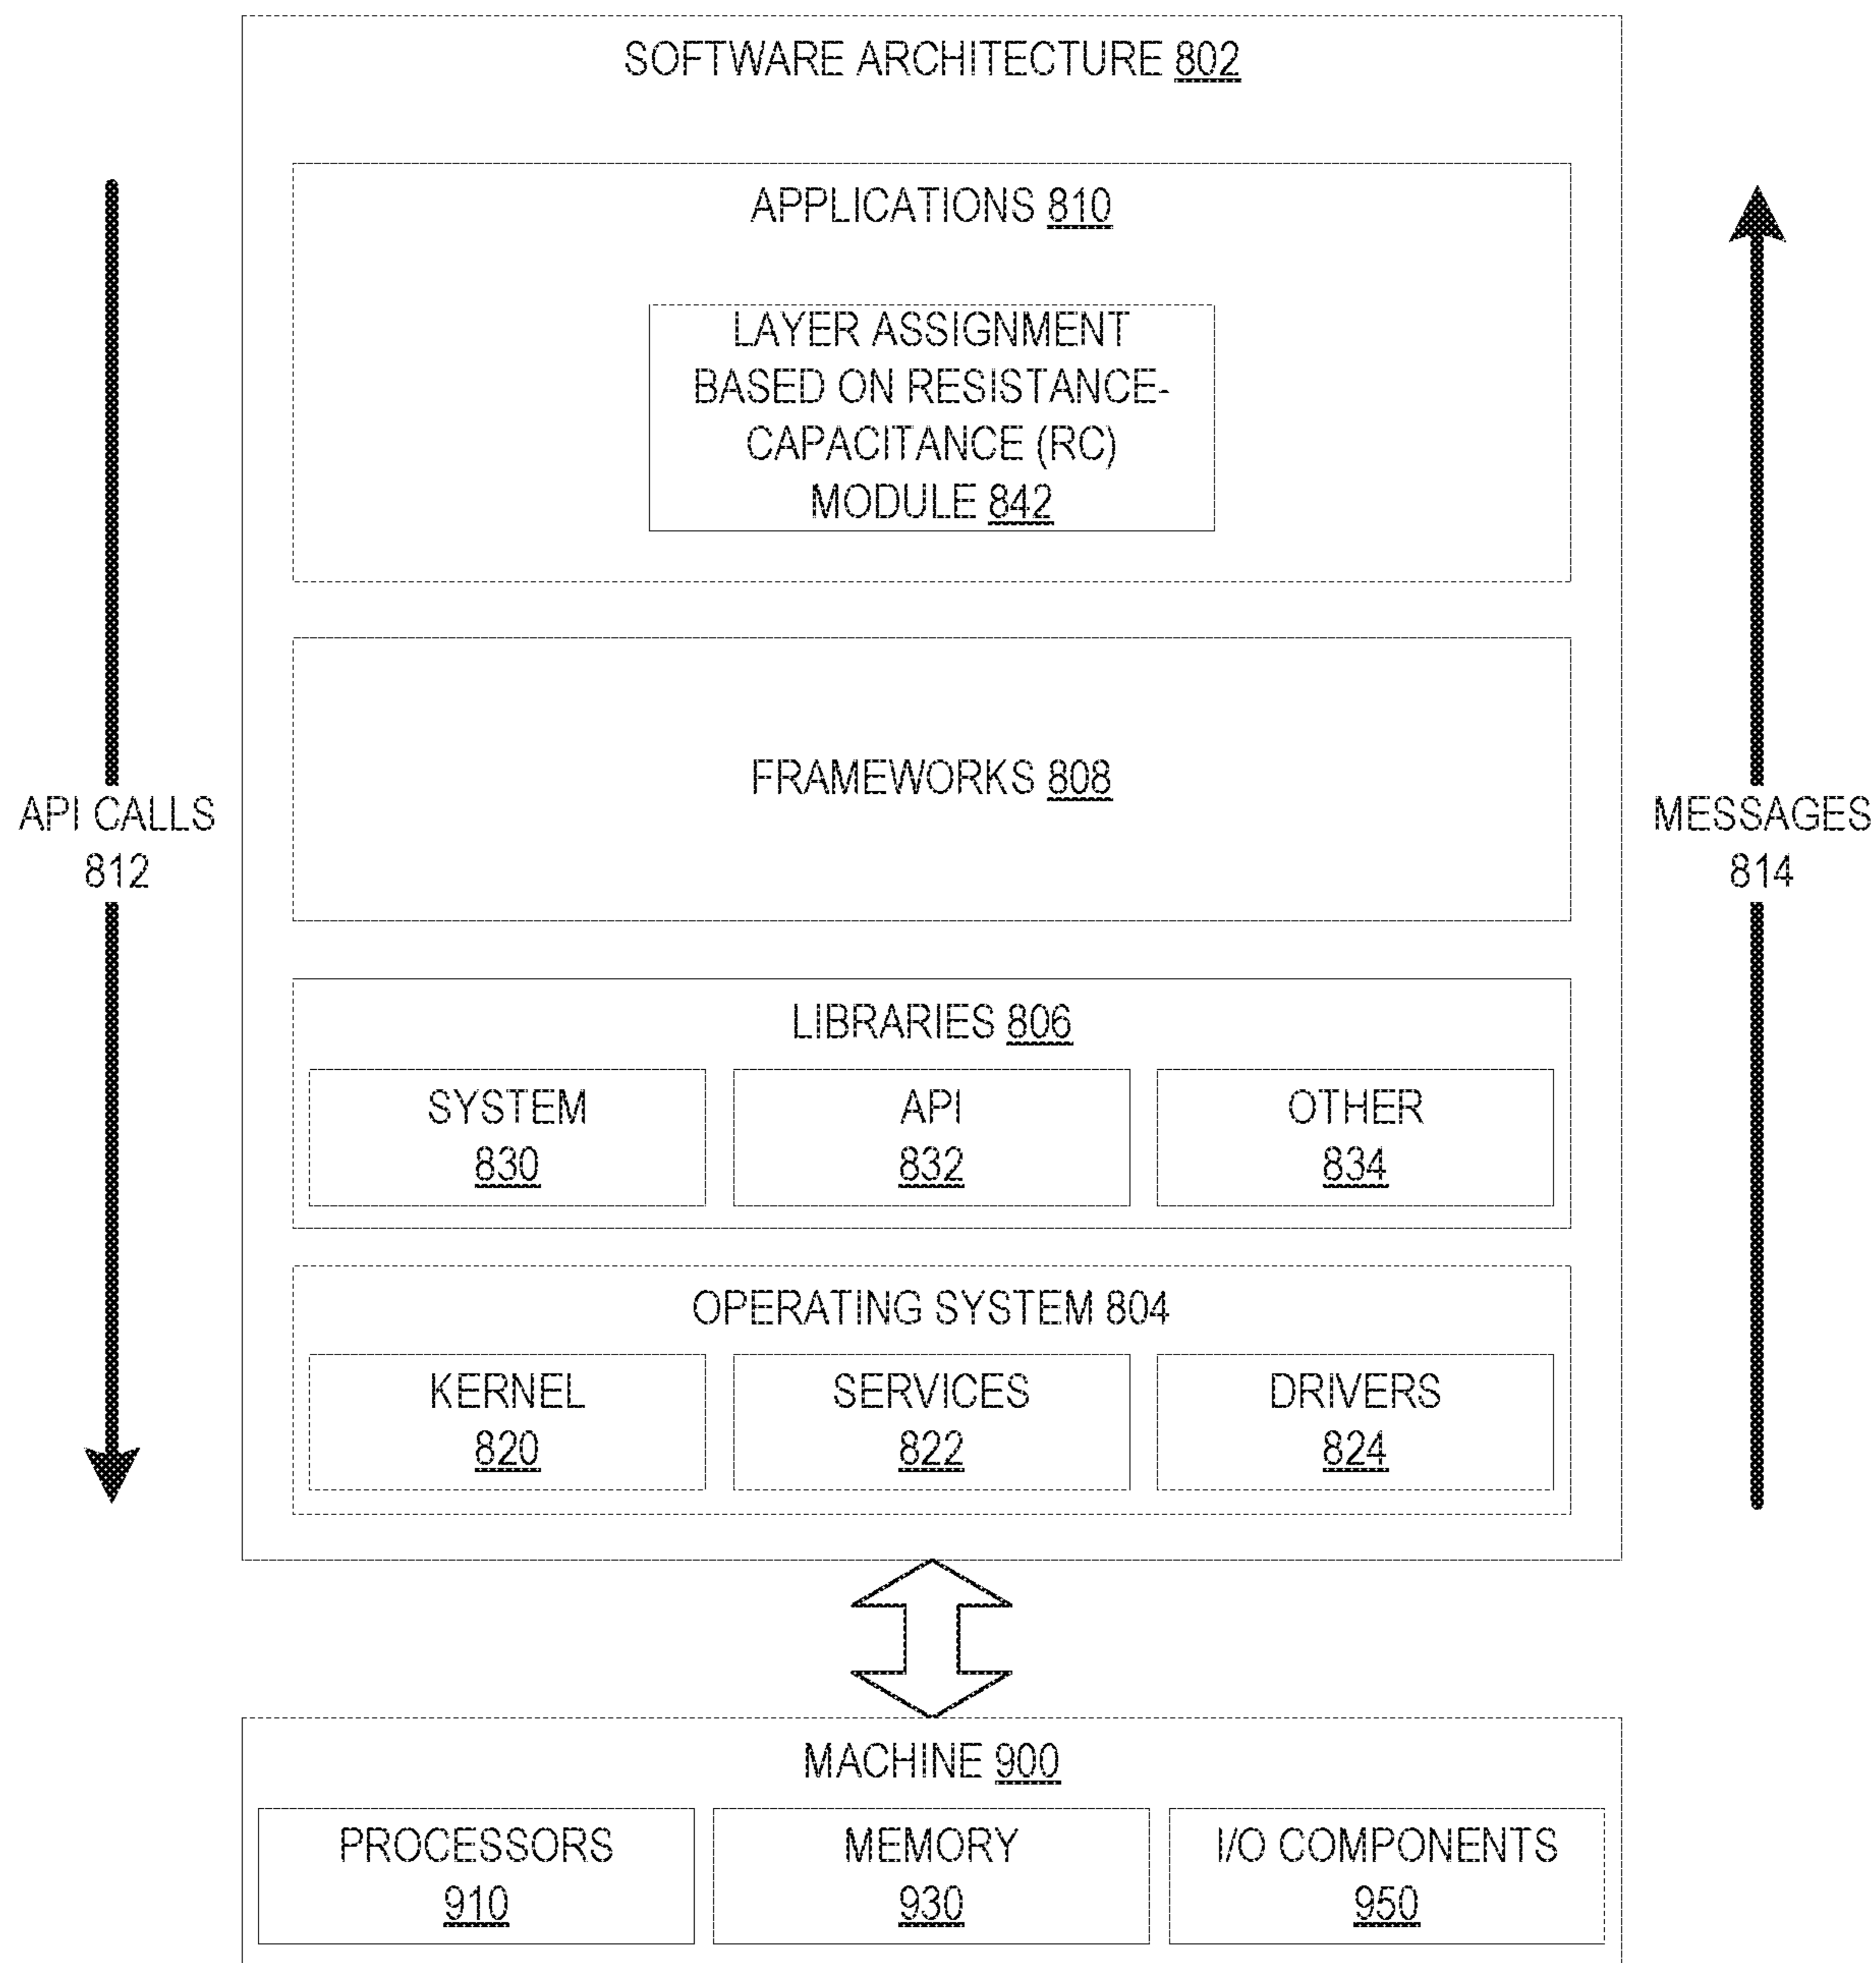 SOFTWARE ARCHITECTURE 802
APPLICATIONS 810
LAYER ASSIGNMENT
BASED ON RESISTANCE-
CAPACITANCE (RC)
MODULE 842
FRAMEWORKS 808
API CALLS
812
MESSAGES
814
LIBRARIES 806
SYSTEM
830
API
832
OTHER
834
OPERATING SYSTEM 804
KERNEL
820
SERVICES
822
DRIVERS
824
MACHINE 900
PROCESSORS
910
MEMORY
930
I/O COMPONENTS
950